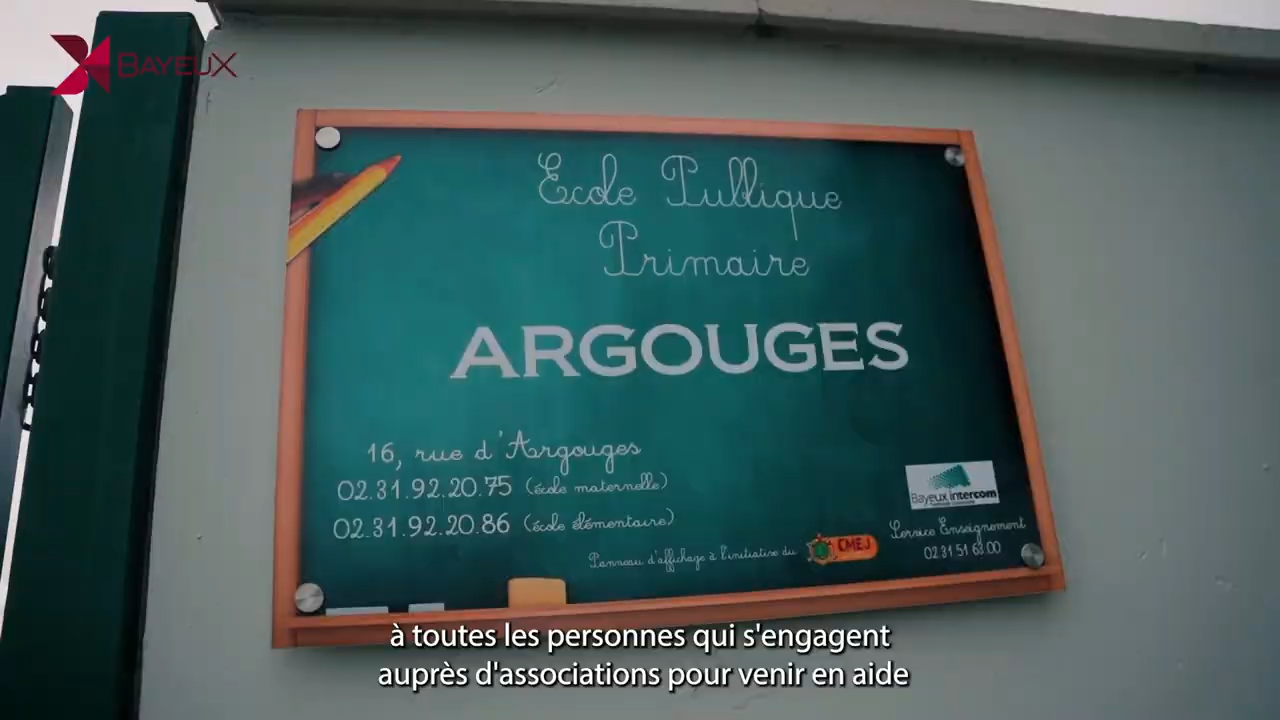 BAYEUX
Ecole Publique
Primaire
ARGOUGES
16, rue d'Argouges
02.31.92.20.75 (école maternelle)
02.31.92.20.86 (école élémentaire)
Bayeux intercom
Service Enseignement
02 31 51 63 00
Panneau d'affichage à l'initiative du CMEJ
à toutes les personnes qui s'engagent
auprès d'associations pour venir en aide